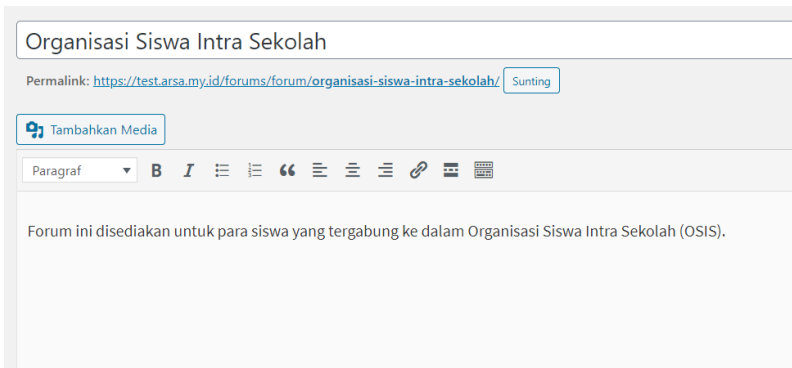 Organisasi Siswa Intra Sekolah
Permalink: https://test.arsa.my.id/forums/forum/organisasi-siswa-intra-sekolah/ Sunting
Tambahkan Media
Paragraf B I
Forum ini disediakan untuk para siswa yang tergabung ke dalam Organisasi Siswa Intra Sekolah (OSIS).